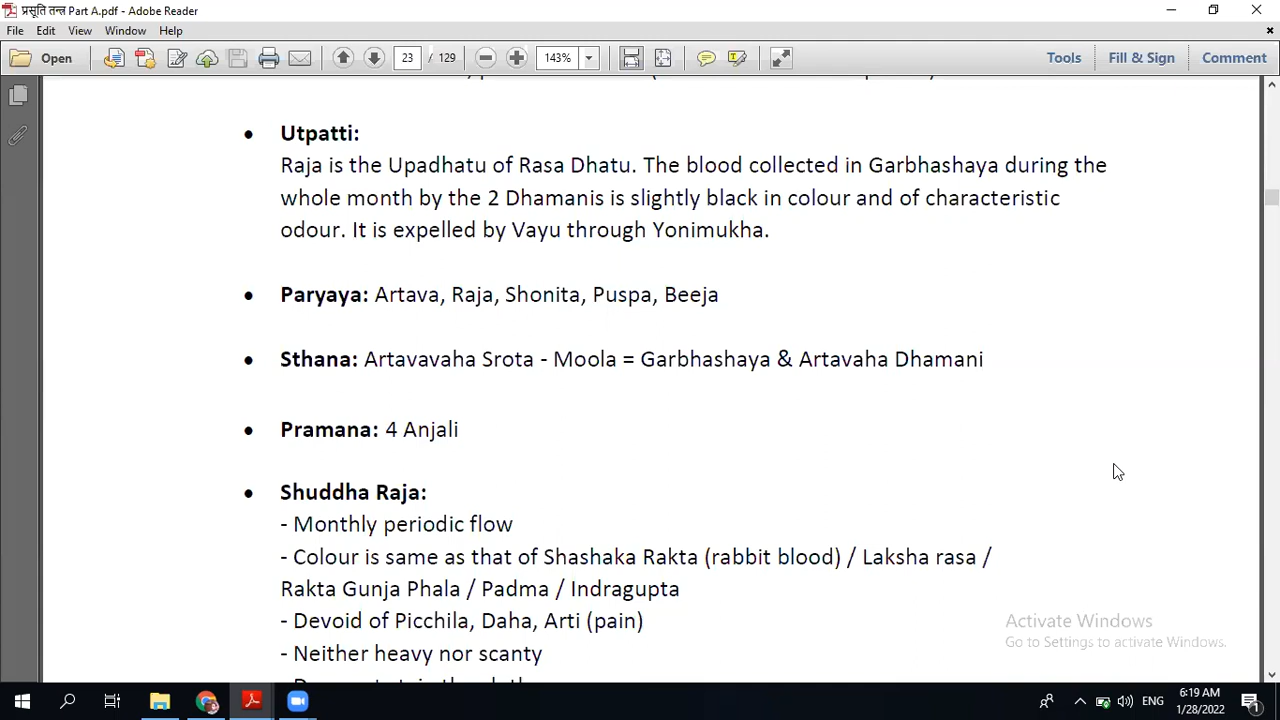 प्रसूति तन्त्र Part A.pdf - Adobe Reader
File Edit View Window Help
Open 23 / 129 143% Tools Fill & Sign Comment
• Utpatti:
Raja is the Upadhatu of Rasa Dhatu. The blood collected in Garbhashaya during the
whole month by the 2 Dhamanis is slightly black in colour and of characteristic
odour. It is expelled by Vayu through Yonimukha.
• Paryaya: Artava, Raja, Shonita, Puspa, Beeja
• Sthana: Artavavaha Srota - Moola = Garbhashaya & Artavaha Dhamani
• Pramana: 4 Anjali
• Shuddha Raja:
- Monthly periodic flow
- Colour is same as that of Shashaka Rakta (rabbit blood) / Laksha rasa /
Rakta Gunja Phala / Padma / Indragupta
- Devoid of Picchila, Daha, Arti (pain)
- Neither heavy nor scanty
Activate Windows
Go to Settings to activate Windows.
ENG 6:19 AM
1/28/2022 1